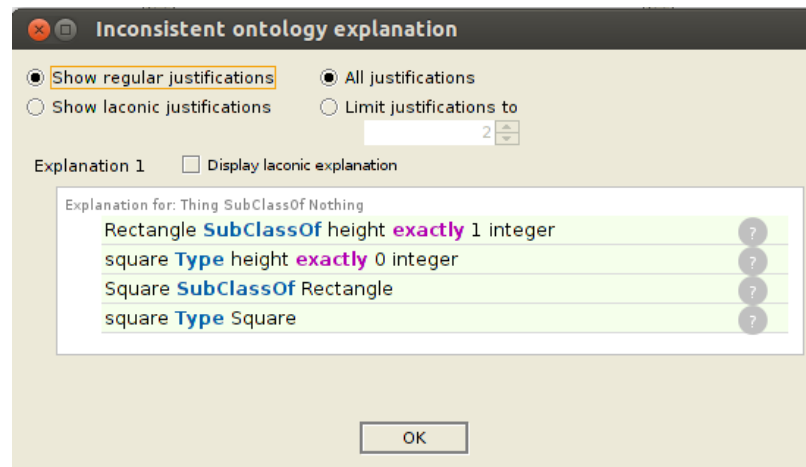 Inconsistent ontology explanation
Show regular justifications All justifications
Show laconic justifications Limit justifications to
2
Explanation 1 Display laconic explanation
Explanation for: Thing SubClassOf Nothing
Rectangle SubClassOf height exactly 1 integer ?
square Type height exactly 0 integer ?
Square SubClassOf Rectangle ?
square Type Square ?
OK